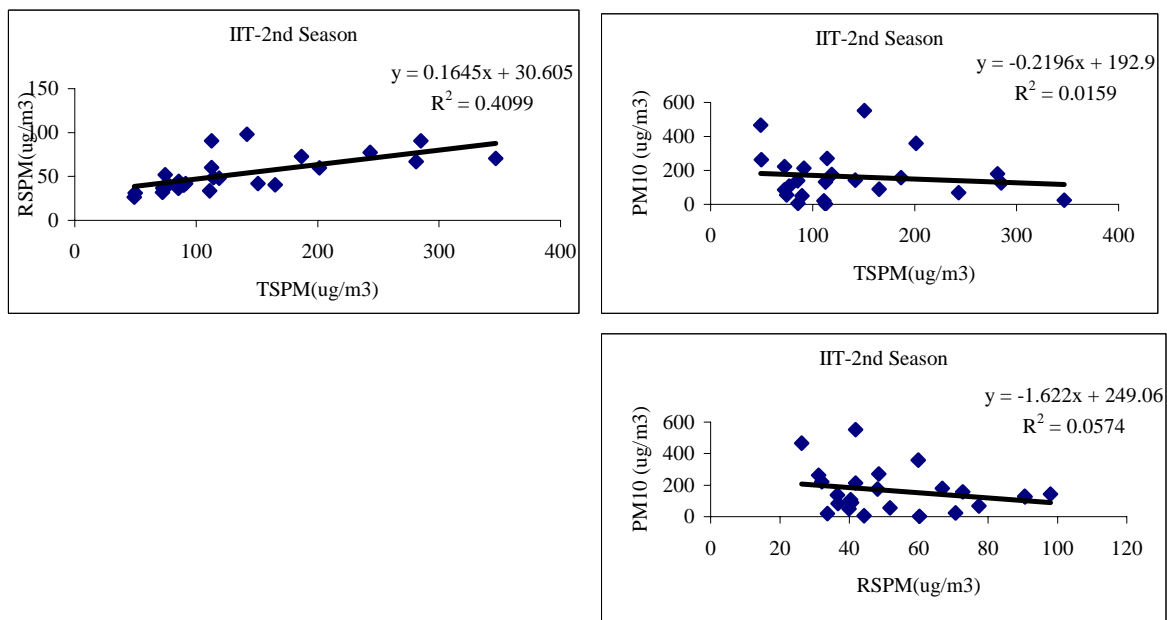 IIT-2nd Season
y = 0.1645x + 30.605
R² = 0.4099
RSPM(ug/m3)
150
100
50
0
0 100 200 300 400
TSPM(ug/m3)
IIT-2nd Season
y = -0.2196x + 192.9
R² = 0.0159
PM10 (ug/m3)
600
400
200
0
0 100 200 300 400
TSPM(ug/m3)
IIT-2nd Season
y = -1.622x + 249.06
R² = 0.0574
PM10 (ug/m3)
600
400
200
0
0 20 40 60 80 100 120
RSPM(ug/m3)